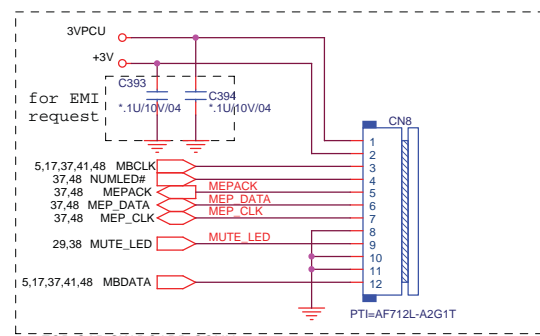 3VPCU
+3V
C393
*.1U/10V/04
C394
*.1U/10V/04
for EMI
request
CN8
1
2
5,17,37,41,48 MBCLK 3
37,48 NUMLED# 4
37,48 MEPACK MEPACK 5
37,48 MEP_DATA MEP_DATA 6
37,48 MEP_CLK MEP_CLK 7
8
29,38 MUTE_LED MUTE_LED 9
10
11
5,17,37,41,48 MBDATA 12
PTI=AF712L-A2G1T